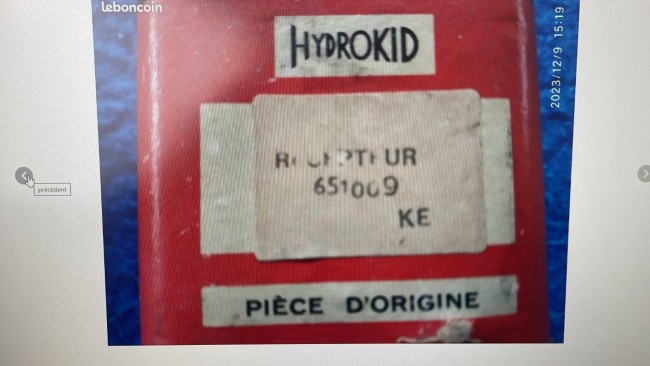 leboncoin
2023/12/9 15:19
HYDROKID
651009
KE
PIÈCE D'ORIGINE
précédent